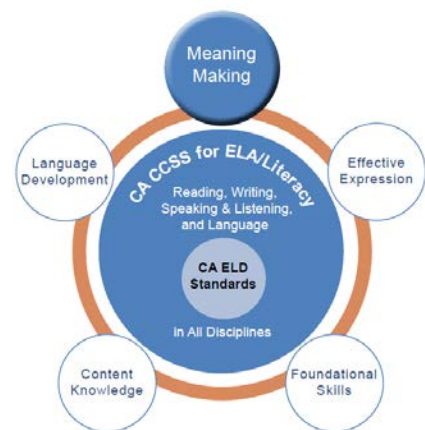 Meaning
Making
Language
Development
Effective
Expression
CA CCSS for ELA/Literacy
Reading, Writing,
Speaking & Listening,
and Language
CA ELD
Standards
in All Disciplines
Content
Knowledge
Foundational
Skills